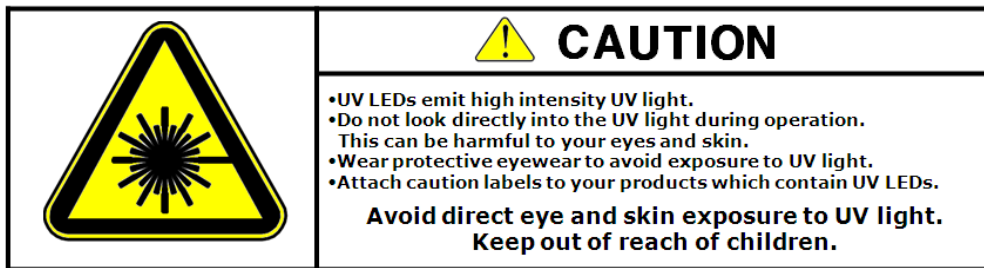 CAUTION
•UV LEDs emit high intensity UV light.
•Do not look directly into the UV light during operation.
This can be harmful to your eyes and skin.
•Wear protective eyewear to avoid exposure to UV light.
•Attach caution labels to your products which contain UV LEDs.
Avoid direct eye and skin exposure to UV light.
Keep out of reach of children.